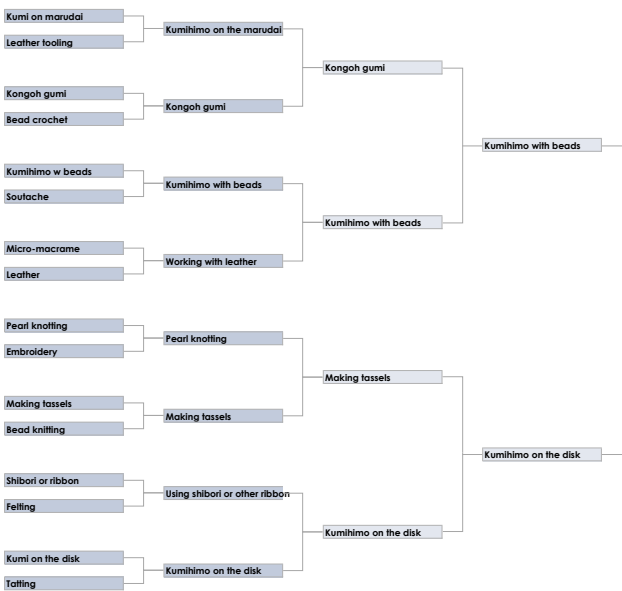 Kumi on marudai
Leather tooling
Kongoh gumi
Bead crochet
Kumihimo w beads
Soutache
Micro-macrame
Leather
Pearl knotting
Embroidery
Making tassels
Bead knitting
Shibori or ribbon
Felting
Kumi on the disk
Tatting
Kumihimo on the marudai
Kongoh gumi
Kumihimo with beads
Working with leather
Pearl knotting
Making tassels
Using shibori or other ribbon
Kumihimo on the disk
Kongoh gumi
Kumihimo with beads
Making tassels
Kumihimo on the disk
Kumihimo with beads
Kumihimo on the disk